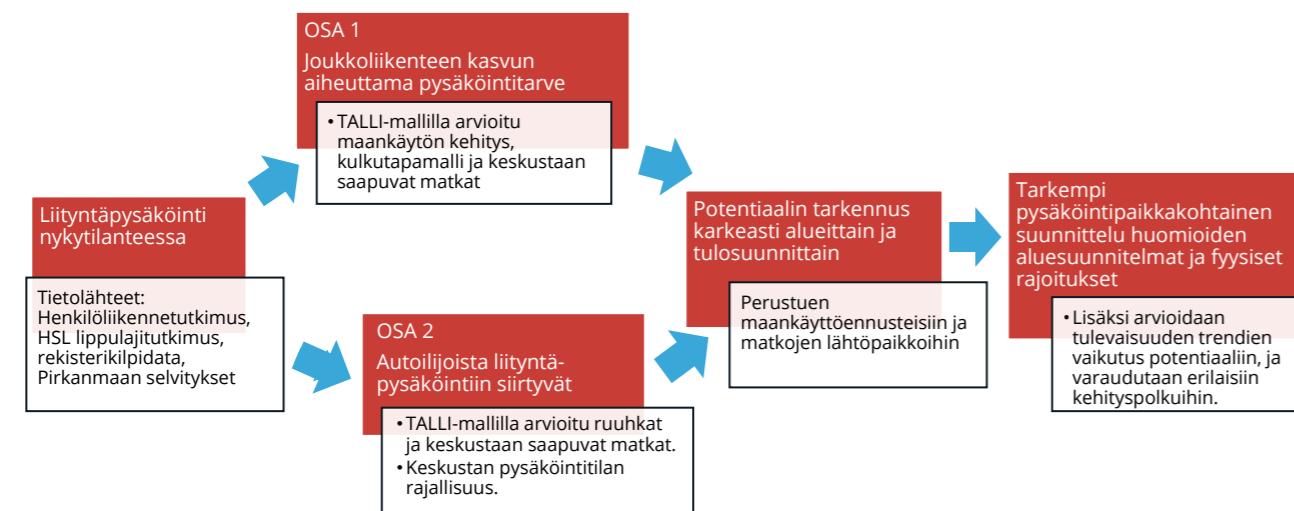 Liityntäpysäköinti
nykytilanteessa
Tietolähteet:
Henkilöliikennetutkimus,
HSL lippulajitutkimus,
rekisterikilpidata,
Pirkanmaan selvitykset
OSA 1
Joukkoliikenteen kasvun
aiheuttama pysäköintitarve
• TALLI-mallilla arvioitu
maankäytön kehitys,
kulkutapamalli ja keskustaan
saapuvat matkat
OSA 2
Autoilijoista liityntä-
pysäköintiin siirtyvät
• TALLI-mallilla arvioitu ruuhkat
ja keskustaan saapuvat matkat.
• Keskustan pysäköintitilan
rajallisuus.
Potentiaalin tarkennus
karkeasti alueittain ja
tulosuunnittain
Perustuen
maankäyttöennusteisiin ja
matkojen lähtöpaikkoihin
Tarkempi
pysäköintipaikkakohtainen
suunnittelu huomioiden
aluesuunnitelmat ja fyysiset
rajoitukset
• Lisäksi arvioidaan
tulevaisuuden trendien
vaikutus potentiaaliin, ja
varaudutaan erilaisiin
kehityspolkuihin.